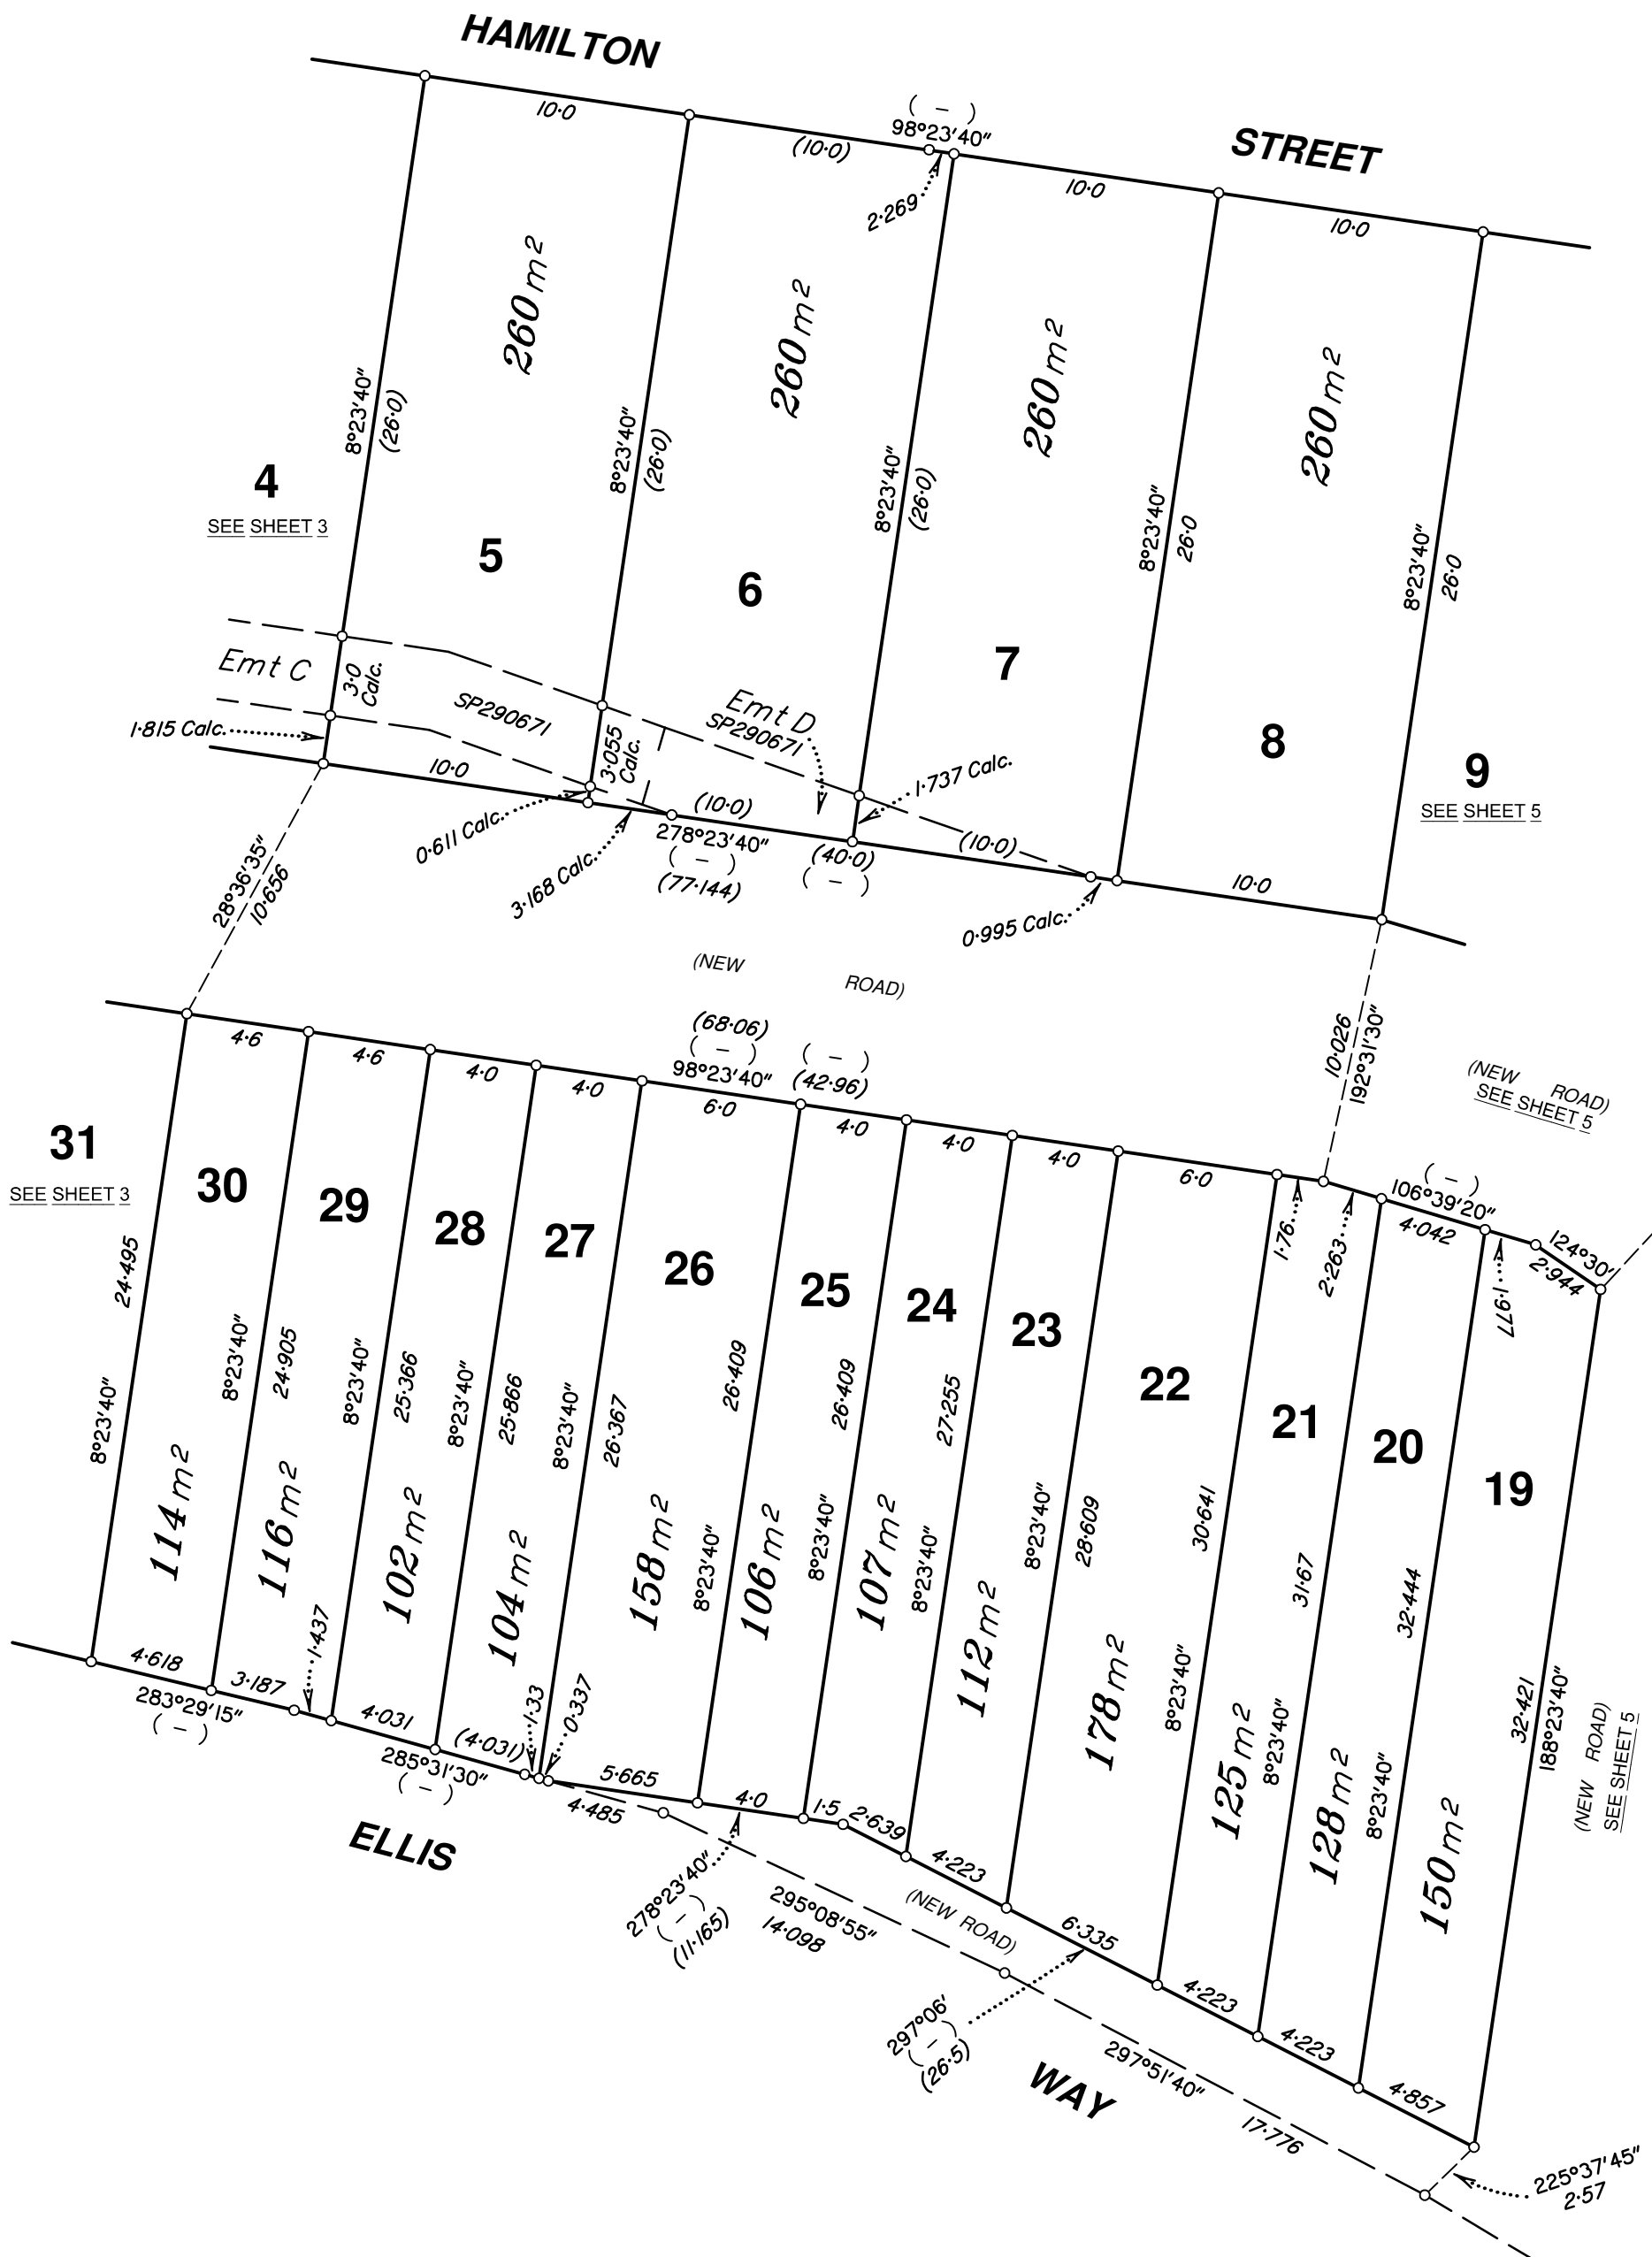 HAMILTON
STREET
10·0
(10·0)
( – )
98°23'40"
2·269
10·0
10·0
260 m2
260 m2
260 m2
260 m2
8°23'40"
(26·0)
8°23'40"
(26·0)
8°23'40"
(26·0)
8°23'40"
26·0
8°23'40"
26·0
4
SEE SHEET 3
5
6
7
8
9
SEE SHEET 5
Emt C
3·0
Calc.
SP290671
Emt D
SP290671
1·815 Calc.
10·0
3·055
Calc.
(10·0)
1·737 Calc.
0·611 Calc.
278°23'40"
( – )
(77·144)
(40·0)
( – )
(10·0)
10·0
3·168 Calc.
0·995 Calc.
28°36'35"
10·656
(NEW ROAD)
(68·06)
( – )
98°23'40"
( – )
(42·96)
10·026
192°31'30"
(NEW ROAD)
SEE SHEET 5
4·6
4·6
4·0
4·0
6·0
4·0
4·0
4·0
6·0
1·76
2·263
( – )
106°39'20"
4·042
1·977
124°30'
2·944
31
SEE SHEET 3
30
29
28
27
26
25
24
23
22
21
20
19
24·495
8°23'40"
8°23'40"
24·905
8°23'40"
25·366
8°23'40"
25·866
8°23'40"
26·367
26·409
8°23'40"
26·409
8°23'40"
27·255
8°23'40"
8°23'40"
28·609
30·641
8°23'40"
31·67
8°23'40"
32·444
8°23'40"
32·421
188°23'40"
(NEW ROAD)
SEE SHEET 5
114 m2
116 m2
102 m2
104 m2
158 m2
106 m2
107 m2
112 m2
178 m2
125 m2
128 m2
150 m2
4·618
3·187
1·437
283°29'15"
( – )
4·031
(4·031)
1·33
0·337
285°31'30"
( – )
5·665
4·485
4·0
1·5
2·639
4·223
6·335
4·223
4·223
4·857
ELLIS
WAY
278°23'40"
( – )
(11·165)
295°08'55"
14·098
(NEW ROAD)
297°06'
( – )
(26·5)
297°51'40"
17·776
225°37'45"
2·57